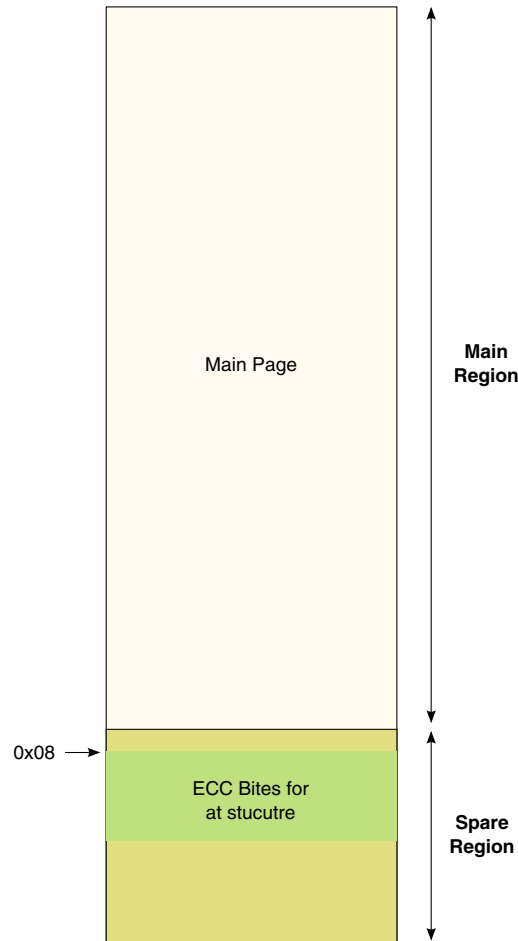 Main Page
Main
Region
0x08
ECC Bites for
at stucutre
Spare
Region